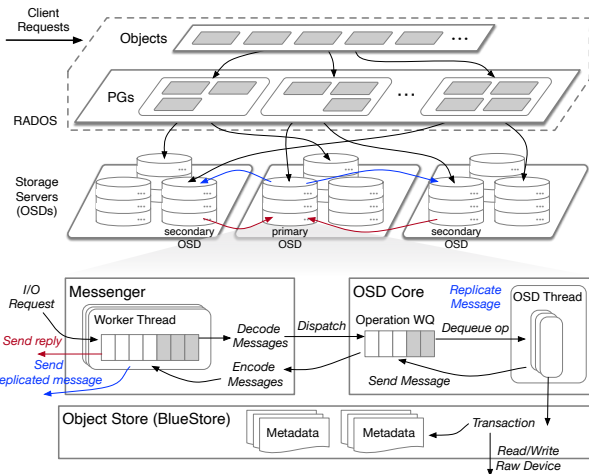 Client
Requests
Objects
...
PGs
...
RADOS
Storage
Servers
(OSDs)
secondary
OSD
primary
OSD
secondary
OSD
I/O
Request
Messenger
Worker Thread
Send reply
Send
eplicated message
Decode
Messages
Encode
Messages
Dispatch
OSD Core
Operation WQ
Replicate
Message
Dequeue op
OSD Thread
Send Message
Object Store (BlueStore)
Metadata
Metadata
Transaction
Read/Write
Raw Device